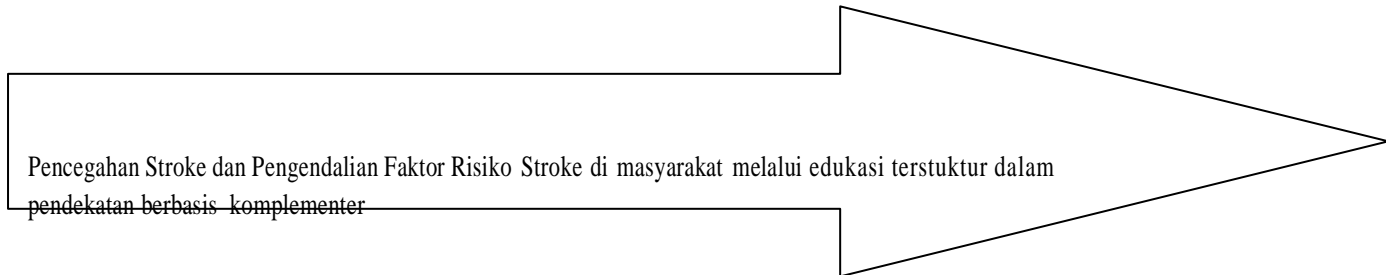 Pencegahan Stroke dan Pengendalian Faktor Risiko Stroke di masyarakat melalui edukasi terstuktur dalam
pendekatan berbasis komplementer